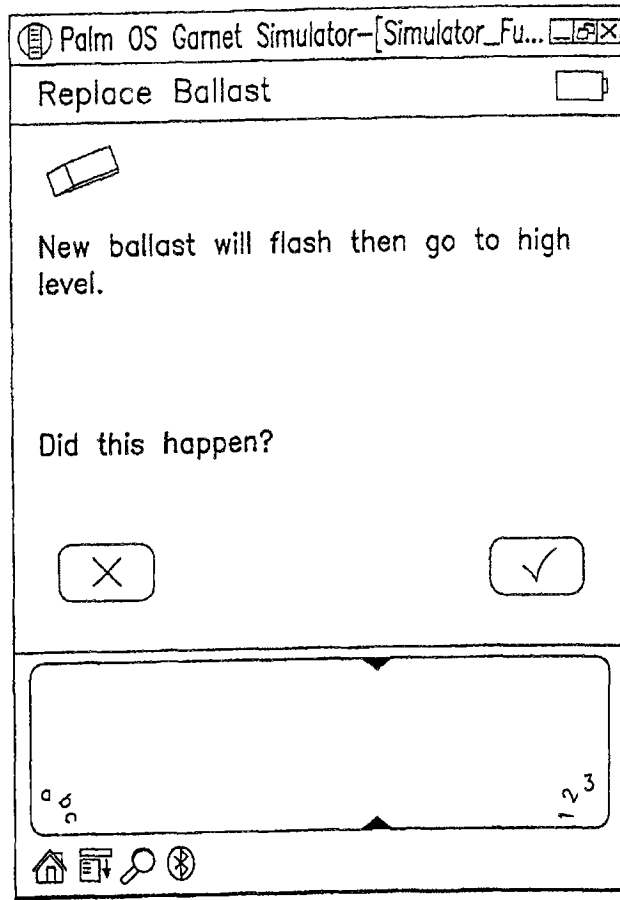 Palm OS Garnet Simulator–[Simulator_Fu...
Replace Ballast
New ballast will flash then go to high
level.
Did this happen?
a b c
1 2 3